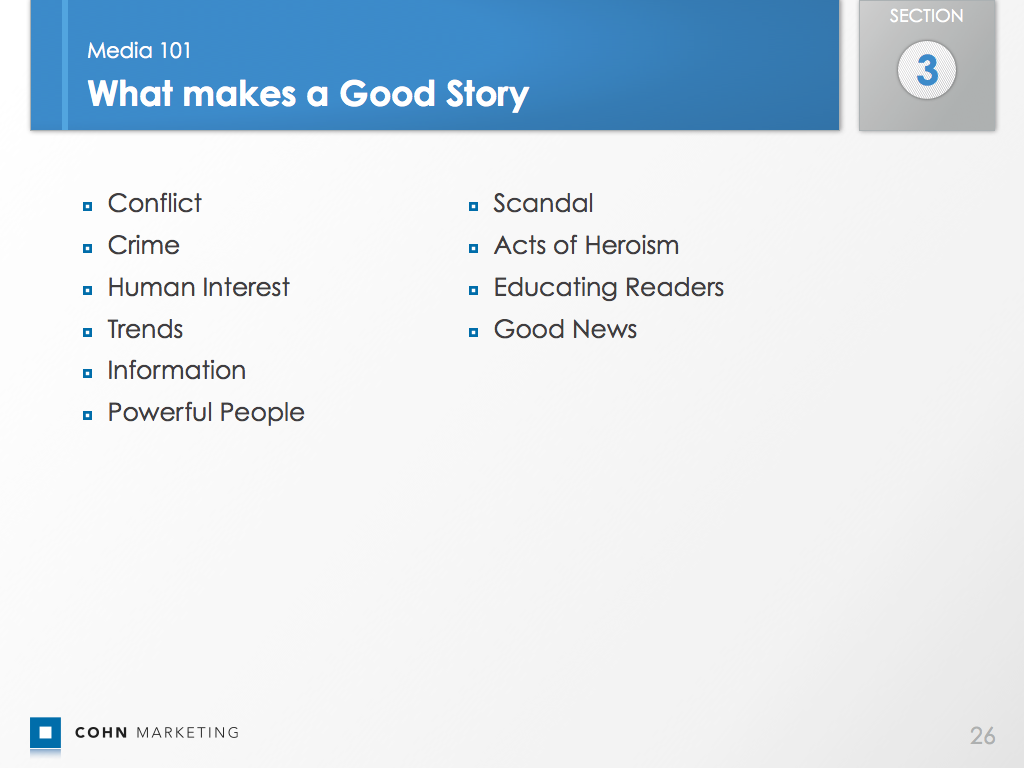 Media 101
What makes a Good Story
SECTION
3
Conflict
Crime
Human Interest
Trends
Information
Powerful People
Scandal
Acts of Heroism
Educating Readers
Good News
COHN MARKETING
26